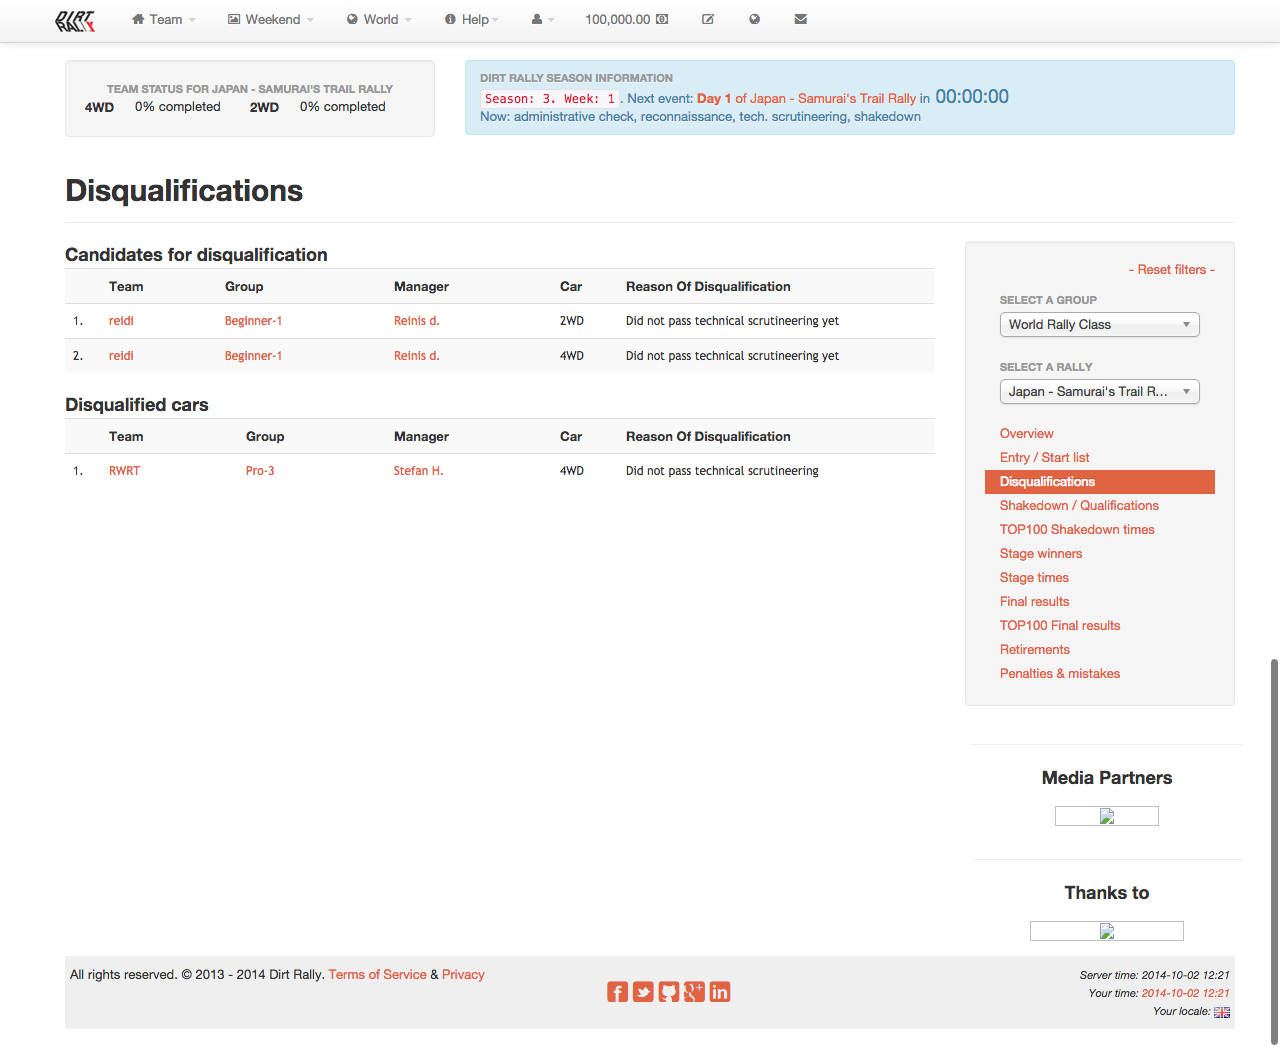 DIRT RALLY
Team
Weekend
World
Help
100,000.00
TEAM STATUS FOR JAPAN - SAMURAI'S TRAIL RALLY
4WD 0% completed 2WD 0% completed
DIRT RALLY SEASON INFORMATION
Season: 3. Week: 1. Next event: Day 1 of Japan - Samurai's Trail Rally in 00:00:00
Now: administrative check, reconnaissance, tech. scrutineering, shakedown
Disqualifications
Candidates for disqualification
Team Group Manager Car Reason Of Disqualification
1. reidi Beginner-1 Reinis d. 2WD Did not pass technical scrutineering yet
2. reidi Beginner-1 Reinis d. 4WD Did not pass technical scrutineering yet
Disqualified cars
Team Group Manager Car Reason Of Disqualification
1. RWRT Pro-3 Stefan H. 4WD Did not pass technical scrutineering
- Reset filters -
SELECT A GROUP
World Rally Class
SELECT A RALLY
Japan - Samurai's Trail R...
Overview
Entry / Start list
Disqualifications
Shakedown / Qualifications
TOP100 Shakedown times
Stage winners
Stage times
Final results
TOP100 Final results
Retirements
Penalties & mistakes
Media Partners
Thanks to
All rights reserved. © 2013 - 2014 Dirt Rally. Terms of Service & Privacy
Server time: 2014-10-02 12:21
Your time: 2014-10-02 12:21
Your locale: